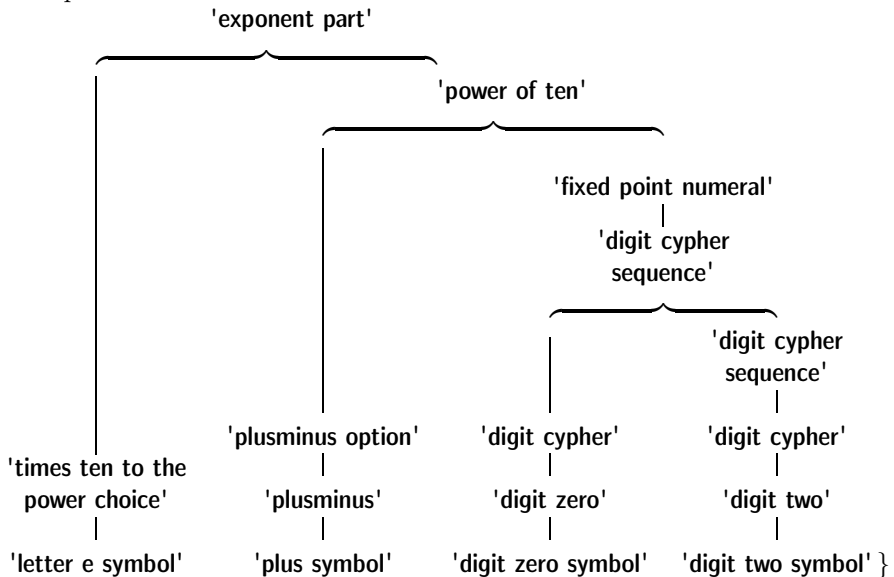 'exponent part'
'power of ten'
'fixed point numeral'
'digit cypher
sequence'
'digit cypher
sequence'
'plusminus option' 'digit cypher' 'digit cypher'
'times ten to the
power choice' 'plusminus' 'digit zero' 'digit two'
'letter e symbol' 'plus symbol' 'digit zero symbol' 'digit two symbol' }